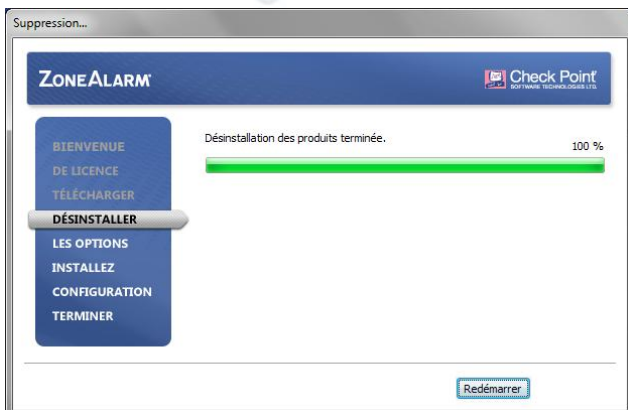 Suppression...
ZONEALARM
Check Point
SOFTWARE TECHNOLOGIES LTD.
Désinstallation des produits terminée.
100 %
BIENVENUE
DE LICENCE
TÉLÉCHARGER
DÉSINSTALLER
LES OPTIONS
INSTALLEZ
CONFIGURATION
TERMINER
Redémarrer